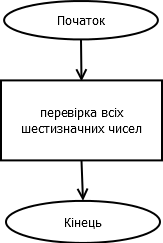 Початок
перевірка всіх
шестизначних чисел
Кінець